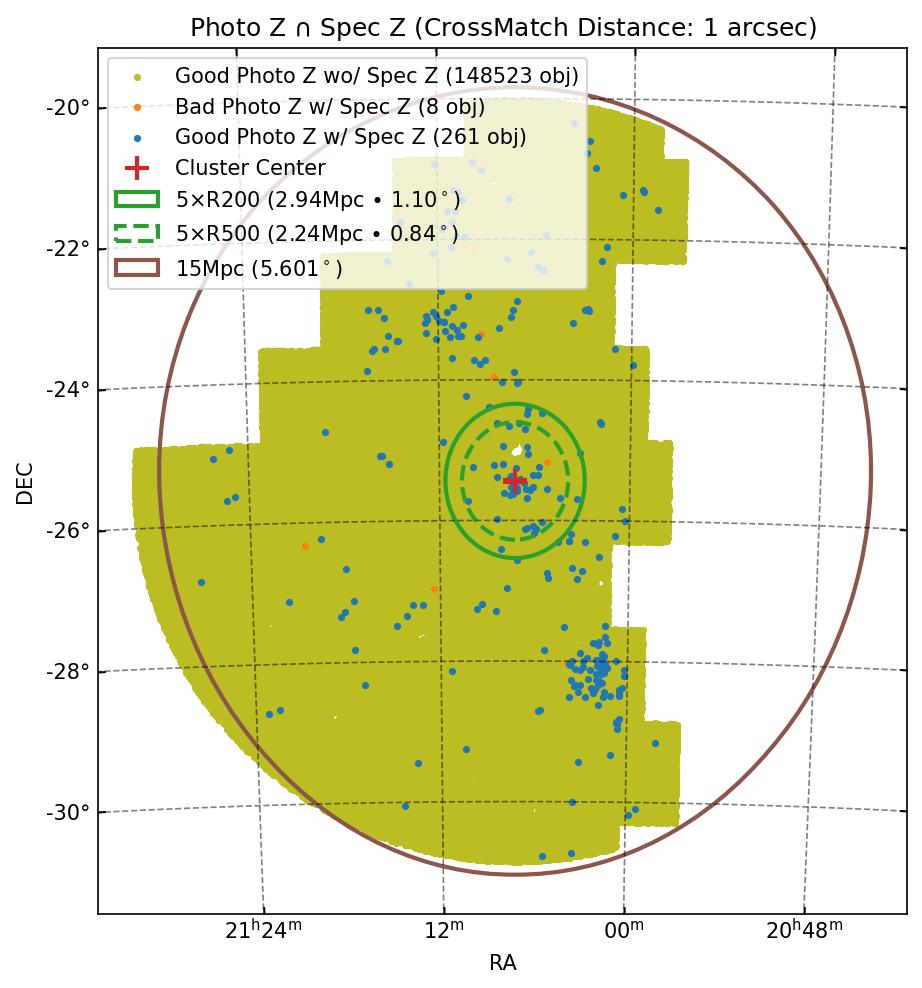 Photo Z ∩ Spec Z (CrossMatch Distance: 1 arcsec)
Good Photo Z wo/ Spec Z (148523 obj)
Bad Photo Z w/ Spec Z (8 obj)
Good Photo Z w/ Spec Z (261 obj)
Cluster Center
5×R200 (2.94Mpc • 1.10°)
5×R500 (2.24Mpc • 0.84°)
15Mpc (5.601°)
-20°
-22°
-24°
-26°
-28°
-30°
DEC
21ʰ24ᵐ 12ᵐ 00ᵐ 20ʰ48ᵐ
RA